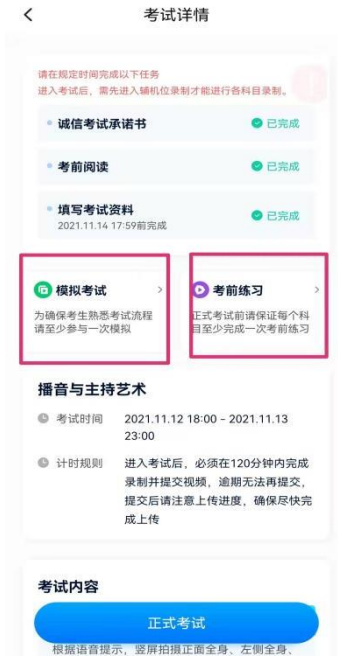 考试详情
请在规定时间完成以下任务
进入考试后，需先进入辅机位录制才能进行各科目录制。
诚信考试承诺书 已完成
考前阅读 已完成
填写考试资料 已完成
2021.11.14 17:59前完成
模拟考试
为确保考生熟悉考试流程
请至少参与一次模拟
考前练习
正式考试前请保证每个科
目至少完成一次考前练习
播音与主持艺术
考试时间 2021.11.12 18:00 - 2021.11.13
23:00
计时规则 进入考试后，必须在120分钟内完成
录制并提交视频，逾期无法再提交，
提交后请注意上传进度，确保尽快完
成上传
考试内容
正式考试
根据语音提示，竖屏拍摄正面全身、左侧全身、